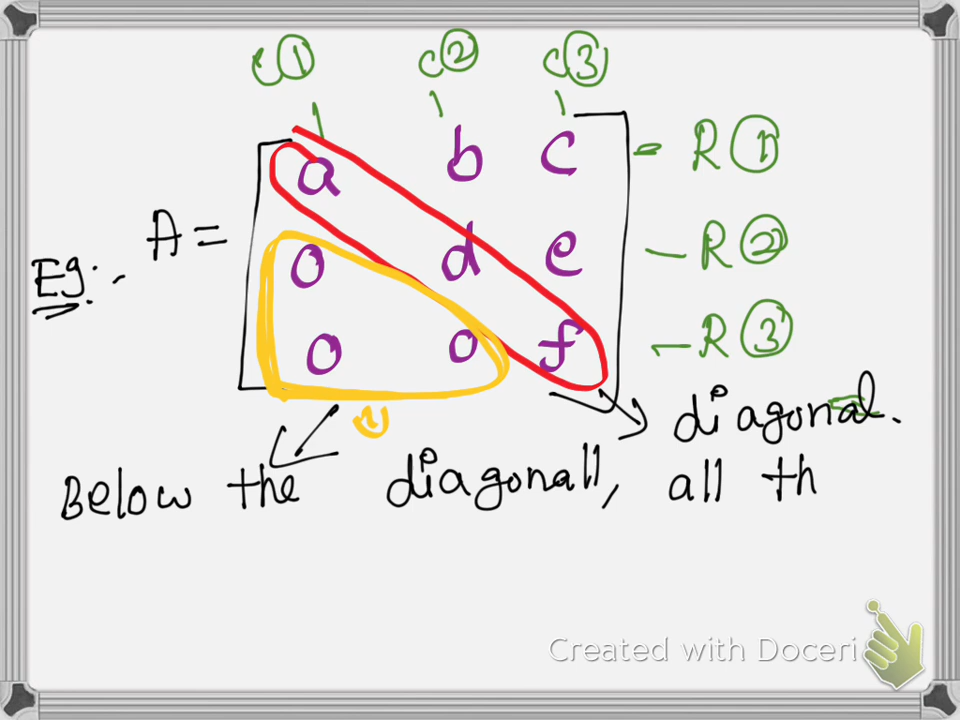 C① C② C③
a b c - R①
Eg:- A = 0 d e - R②
0 0 f - R③
diagonal.
Below the diagonall, all th
Created with Doceri